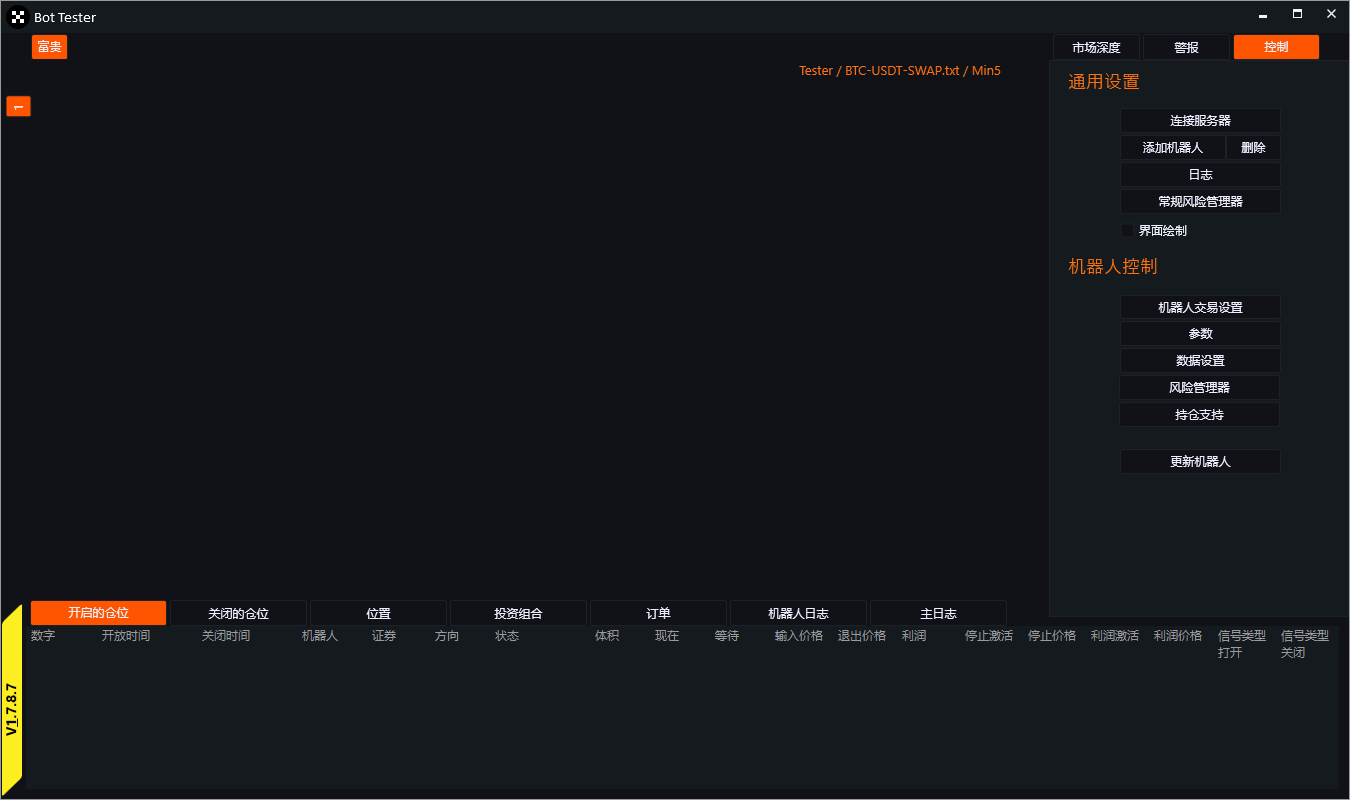 Bot Tester
富贵
市场深度
警报
控制
Tester / BTC-USDT-SWAP.txt / Min5
1
通用设置
连接服务器
添加机器人
删除
日志
常规风险管理器
界面绘制
机器人控制
机器人交易设置
参数
数据设置
风险管理器
持仓支持
更新机器人
开启的仓位
关闭的仓位
位置
投资组合
订单
机器人日志
主日志
数字
开放时间
关闭时间
机器人
证券
方向
状态
体积
现在
等待
输入价格
退出价格
利润
停止激活
停止价格
利润激活
利润价格
信号类型
打开
信号类型
关闭
V1.7.8.7